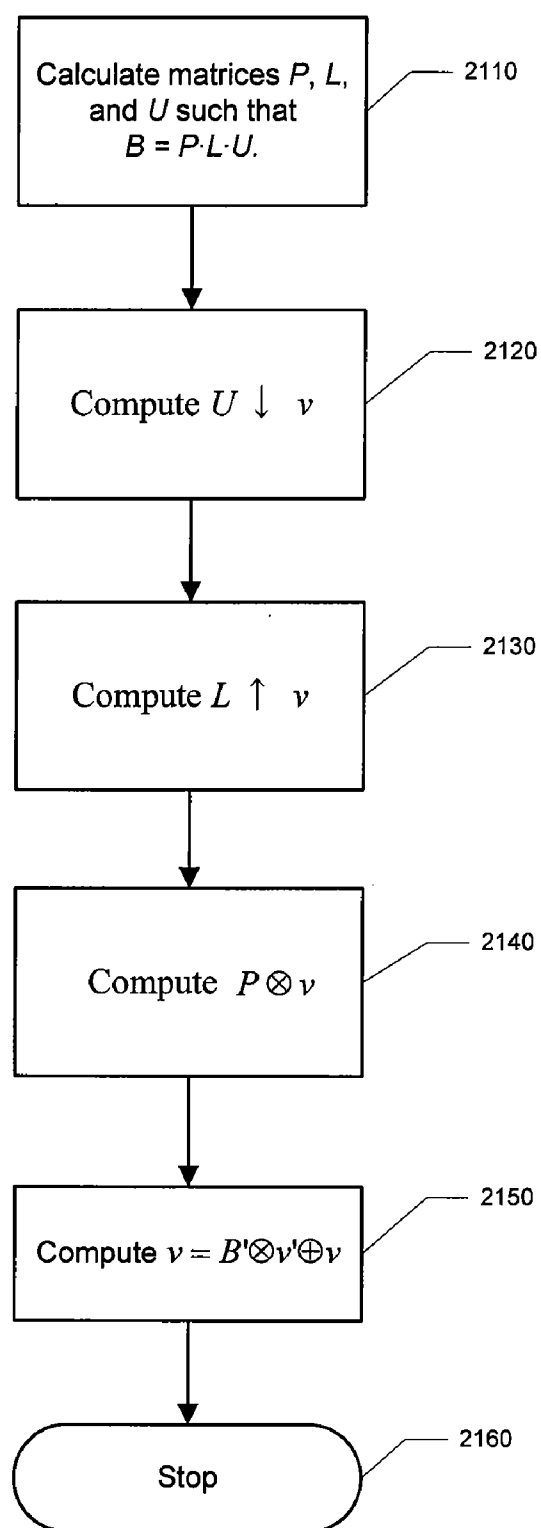 Calculate matrices P, L,
and U such that
B = P·L·U.
2110
Compute U ↓ v
2120
Compute L ↑ v
2130
Compute P ⊗ v
2140
Compute v = B'⊗v'⊕v
2150
Stop
2160